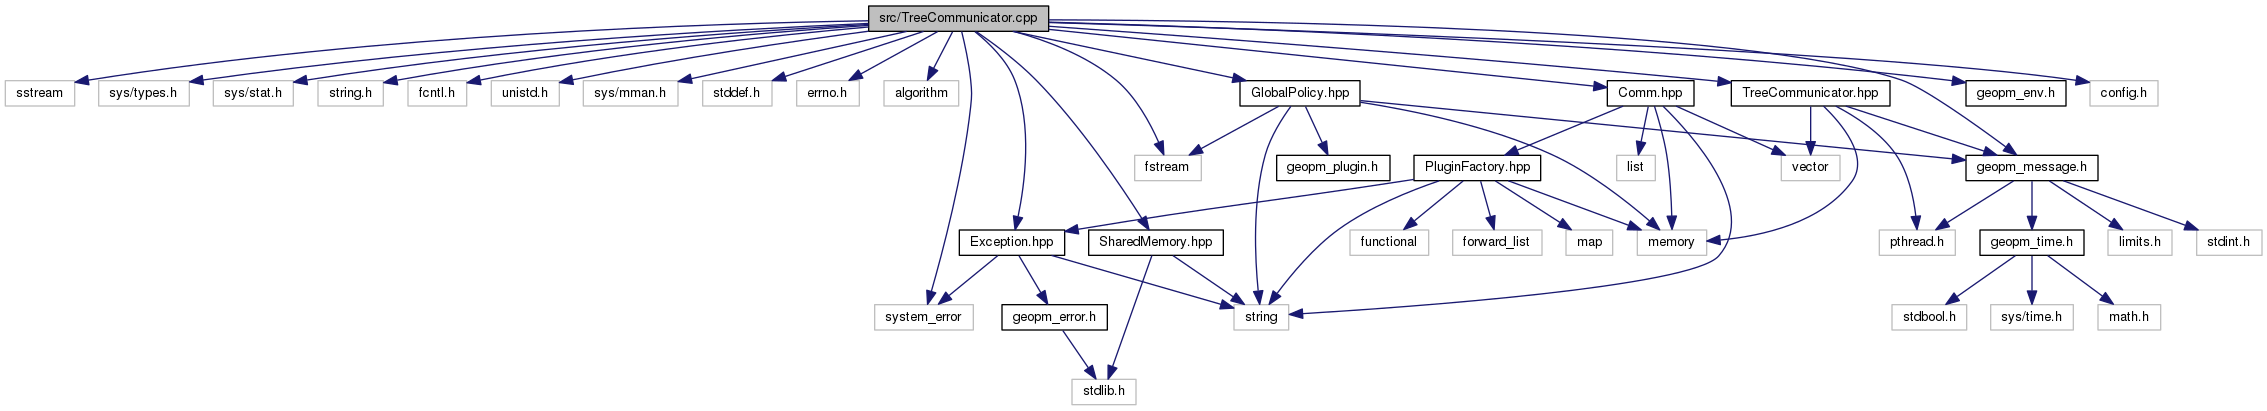 src/TreeCommunicator.cpp
sstream
sys/types.h
sys/stat.h
string.h
fcntl.h
unistd.h
sys/mman.h
stddef.h
errno.h
algorithm
GlobalPolicy.hpp
Comm.hpp
TreeCommunicator.hpp
geopm_env.h
config.h
fstream
geopm_plugin.h
PluginFactory.hpp
list
vector
geopm_message.h
Exception.hpp
SharedMemory.hpp
functional
forward_list
map
memory
pthread.h
geopm_time.h
limits.h
stdint.h
system_error
geopm_error.h
string
stdbool.h
sys/time.h
math.h
stdlib.h